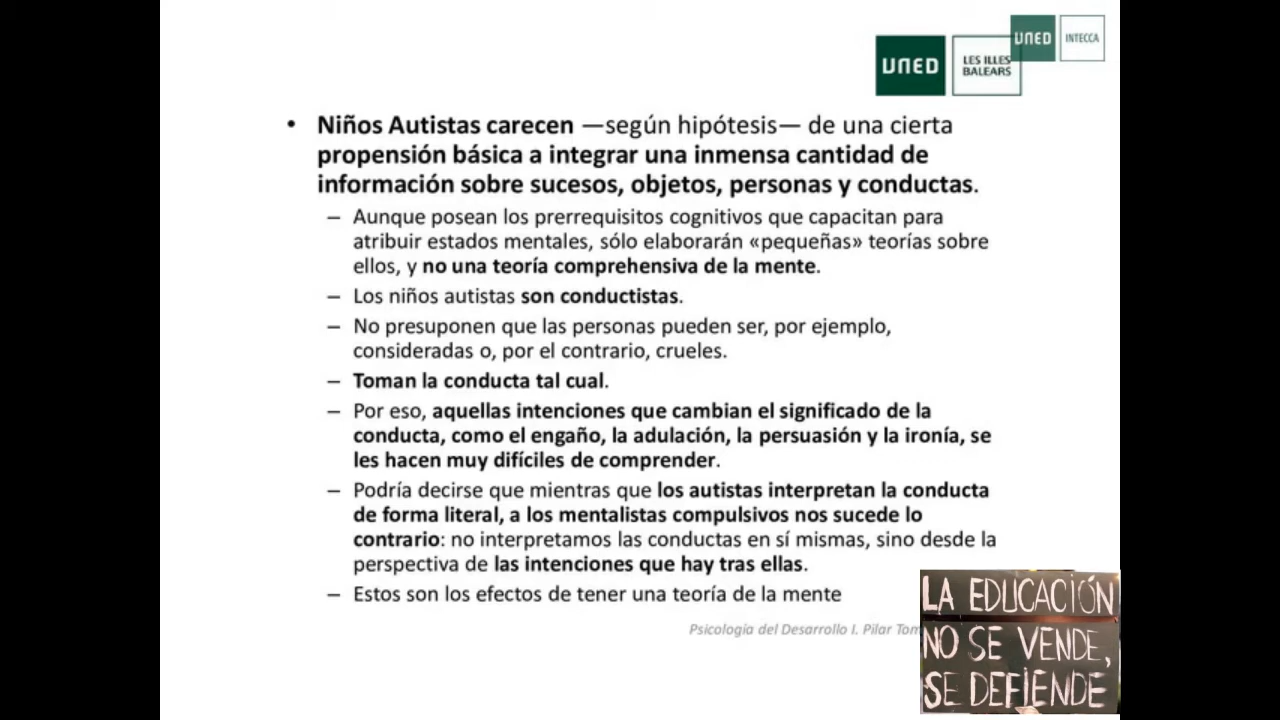 UNED
INTECCA
UNED
LES ILLES
BALEARS
• Niños Autistas carecen —según hipótesis— de una cierta
propensión básica a integrar una inmensa cantidad de
información sobre sucesos, objetos, personas y conductas.
– Aunque posean los prerrequisitos cognitivos que capacitan para
atribuir estados mentales, sólo elaborarán «pequeñas» teorías sobre
ellos, y no una teoría comprehensiva de la mente.
– Los niños autistas son conductistas.
– No presuponen que las personas pueden ser, por ejemplo,
consideradas o, por el contrario, crueles.
– Toman la conducta tal cual.
– Por eso, aquellas intenciones que cambian el significado de la
conducta, como el engaño, la adulación, la persuasión y la ironía, se
les hacen muy difíciles de comprender.
– Podría decirse que mientras que los autistas interpretan la conducta
de forma literal, a los mentalistas compulsivos nos sucede lo
contrario: no interpretamos las conductas en sí mismas, sino desde la
perspectiva de las intenciones que hay tras ellas.
– Estos son los efectos de tener una teoría de la mente
Psicología del Desarrollo I. Pilar
LA EDUCACIÓN
NO SE VENDE,
SE DEFIENDE